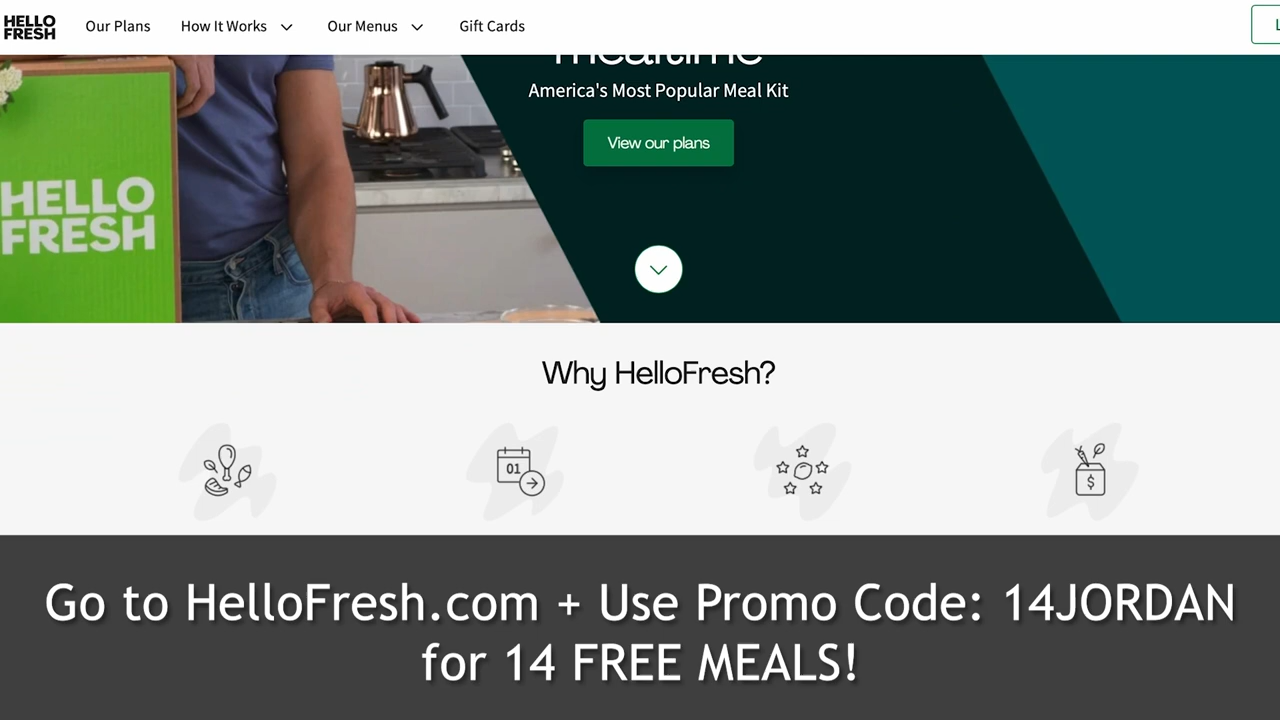 HELLO
FRESH
Our Plans
How It Works
Our Menus
Gift Cards
L
mealtime
America's Most Popular Meal Kit
View our plans
HELLO
FRESH
Why HelloFresh?
01
$
Go to HelloFresh.com + Use Promo Code: 14JORDAN
for 14 FREE MEALS!